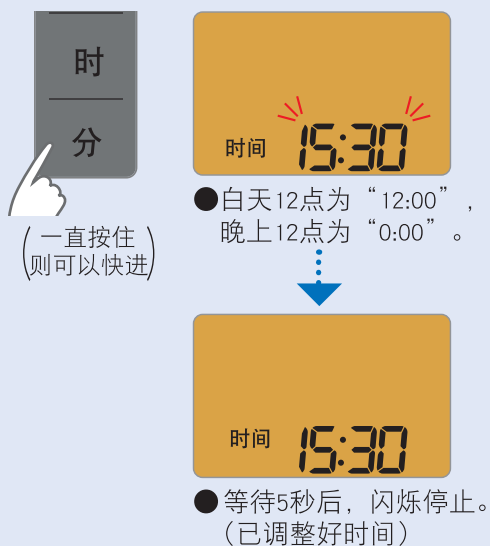 时
分
(一直按住
则可以快进)
时间 15:30
●白天12点为“12:00”,
晚上12点为“0:00”。
时间 15:30
●等待5秒后，闪烁停止。
（已调整好时间）